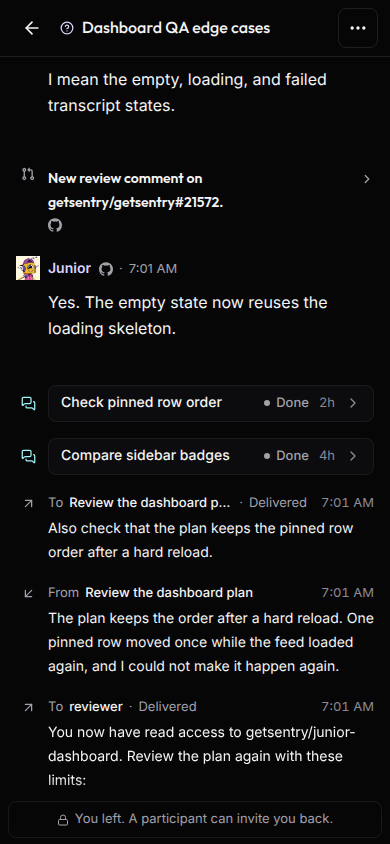 Dashboard QA edge cases
I mean the empty, loading, and failed
transcript states.
New review comment on
getsentry/getsentry#21572.
Junior · 7:01 AM
Yes. The empty state now reuses the
loading skeleton.
Check pinned row order Done 2h
Compare sidebar badges Done 4h
To Review the dashboard p... · Delivered 7:01 AM
Also check that the plan keeps the pinned row
order after a hard reload.
From Review the dashboard plan 7:01 AM
The plan keeps the order after a hard reload. One
pinned row moved once while the feed loaded
again, and I could not make it happen again.
To reviewer · Delivered 7:01 AM
You now have read access to getsentry/junior-
dashboard. Review the plan again with these
limits:
You left. A participant can invite you back.